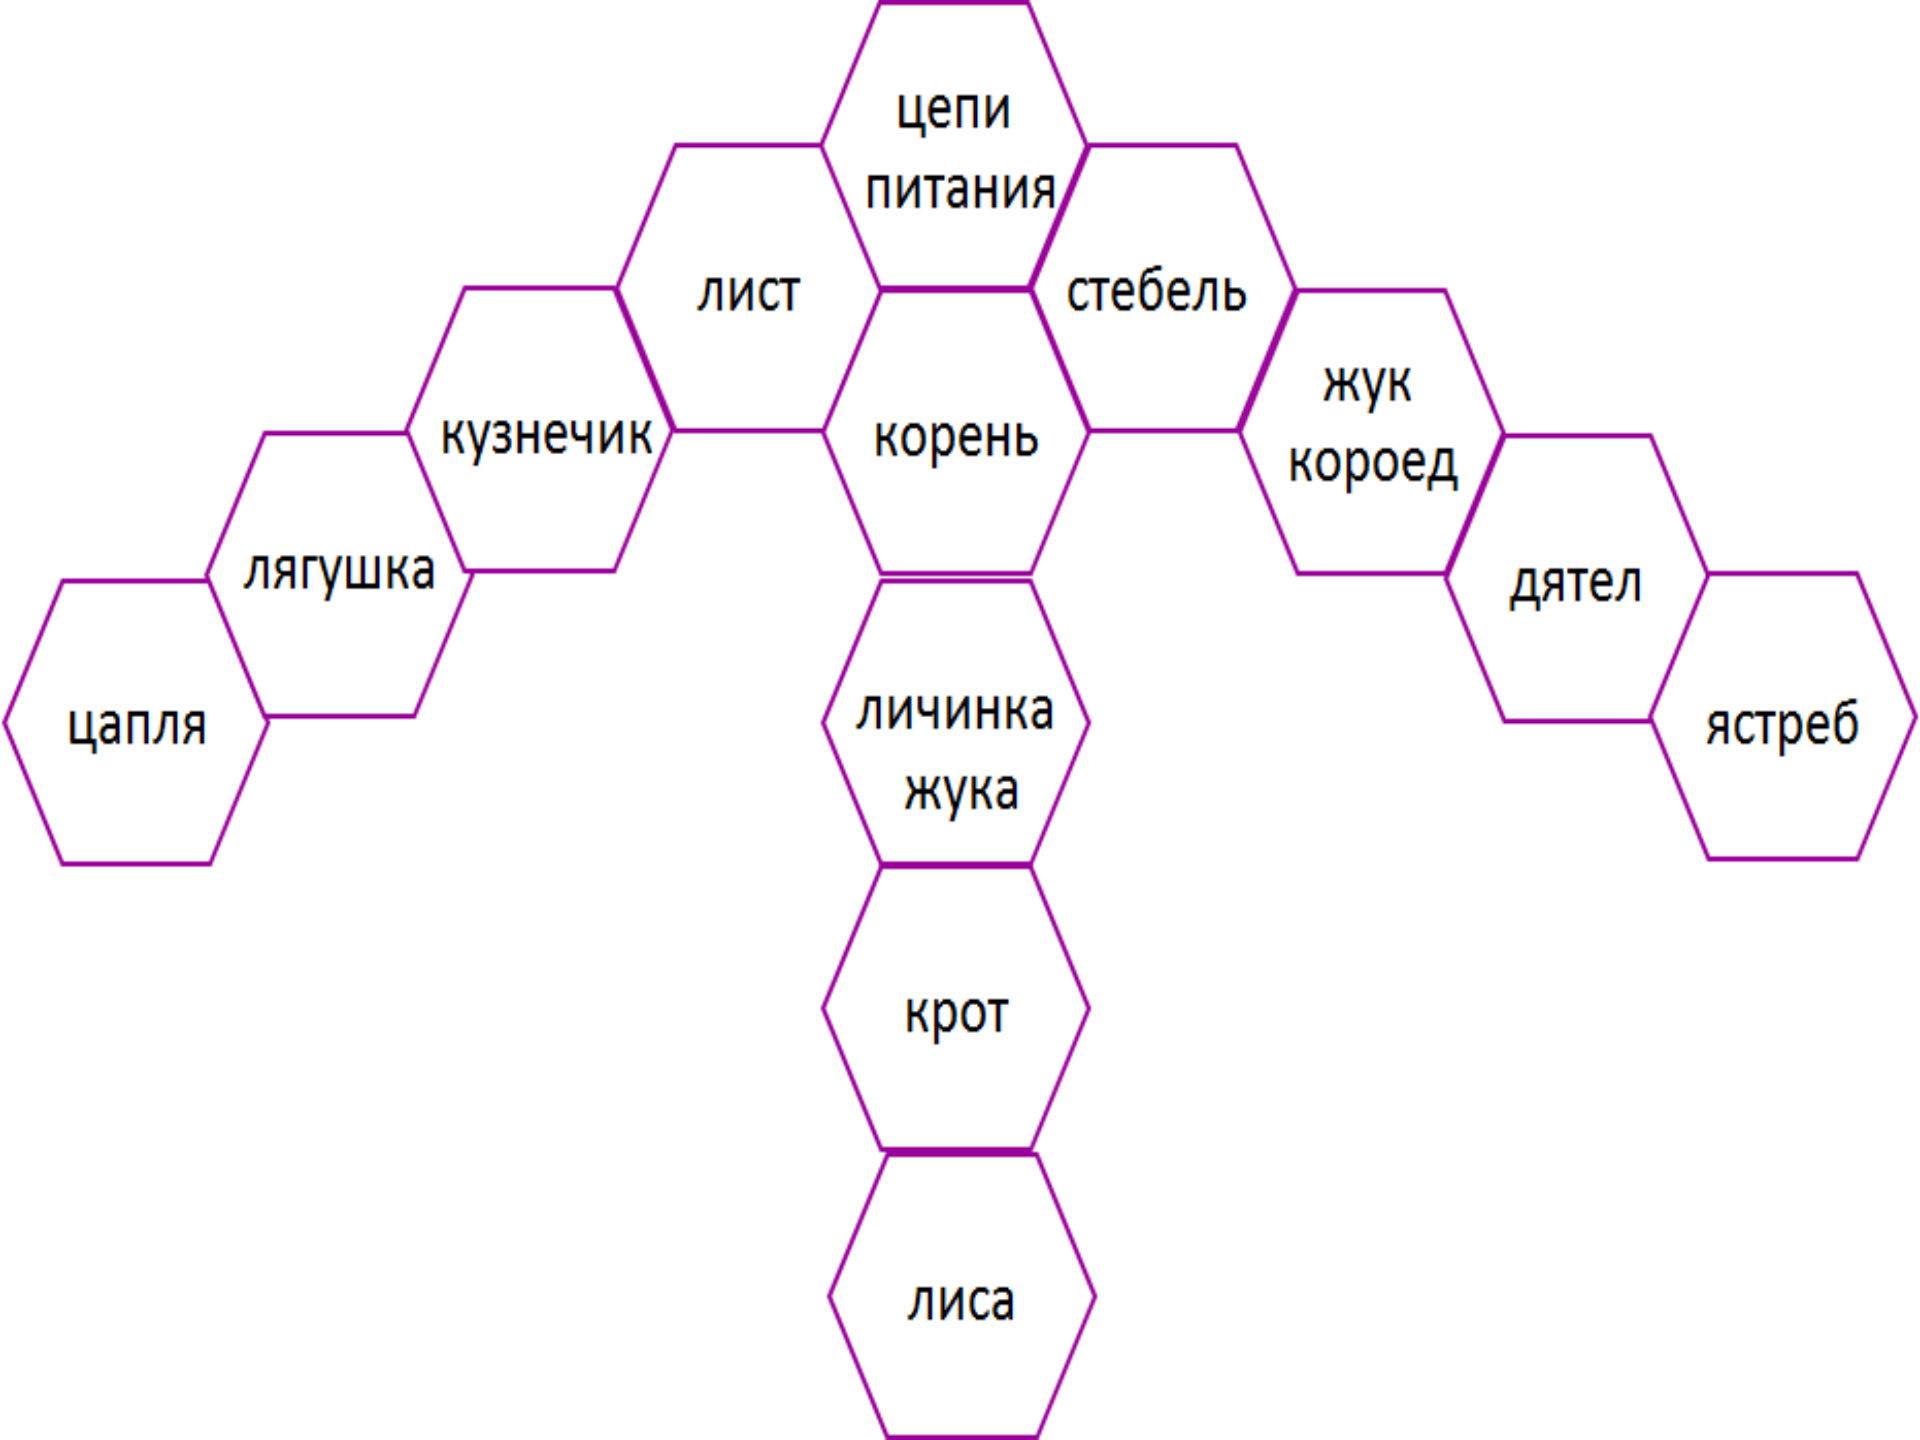 цепи
питания
лист
стебель
кузнечик
корень
жук
короед
лягушка
дятел
цапля
личинка
жука
ястреб
крот
лиса